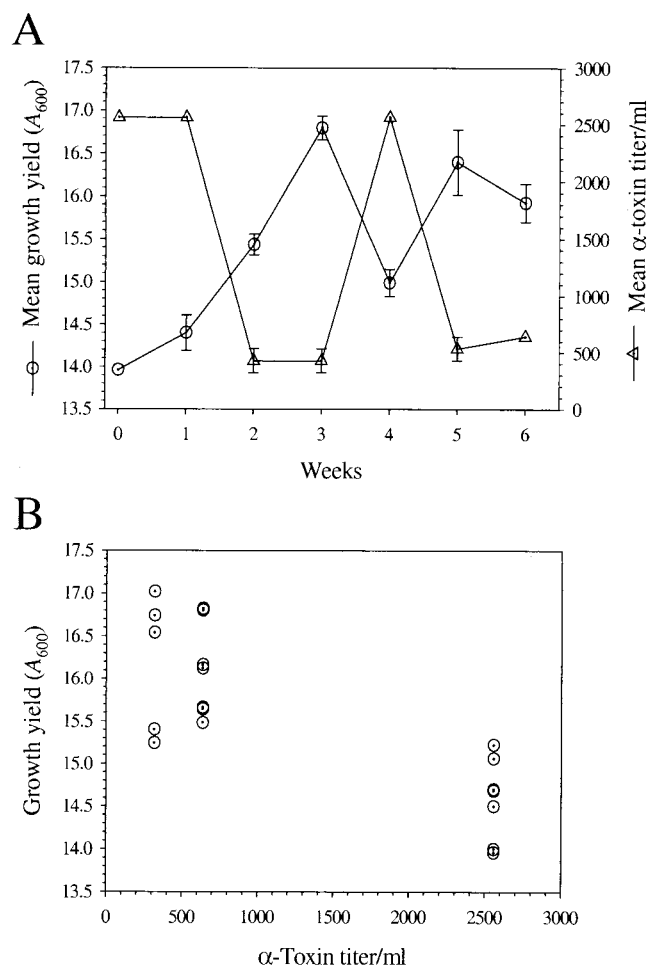 A
17.5
17.0
16.5
16.0
15.5
15.0
14.5
14.0
13.5
Mean growth yield (A600)
3000
2500
2000
1500
1000
500
0
Mean α-toxin titer/ml
0 1 2 3 4 5 6
Weeks
B
17.5
17.0
16.5
16.0
15.5
15.0
14.5
14.0
13.5
Growth yield (A600)
0 500 1000 1500 2000 2500 3000
α-Toxin titer/ml